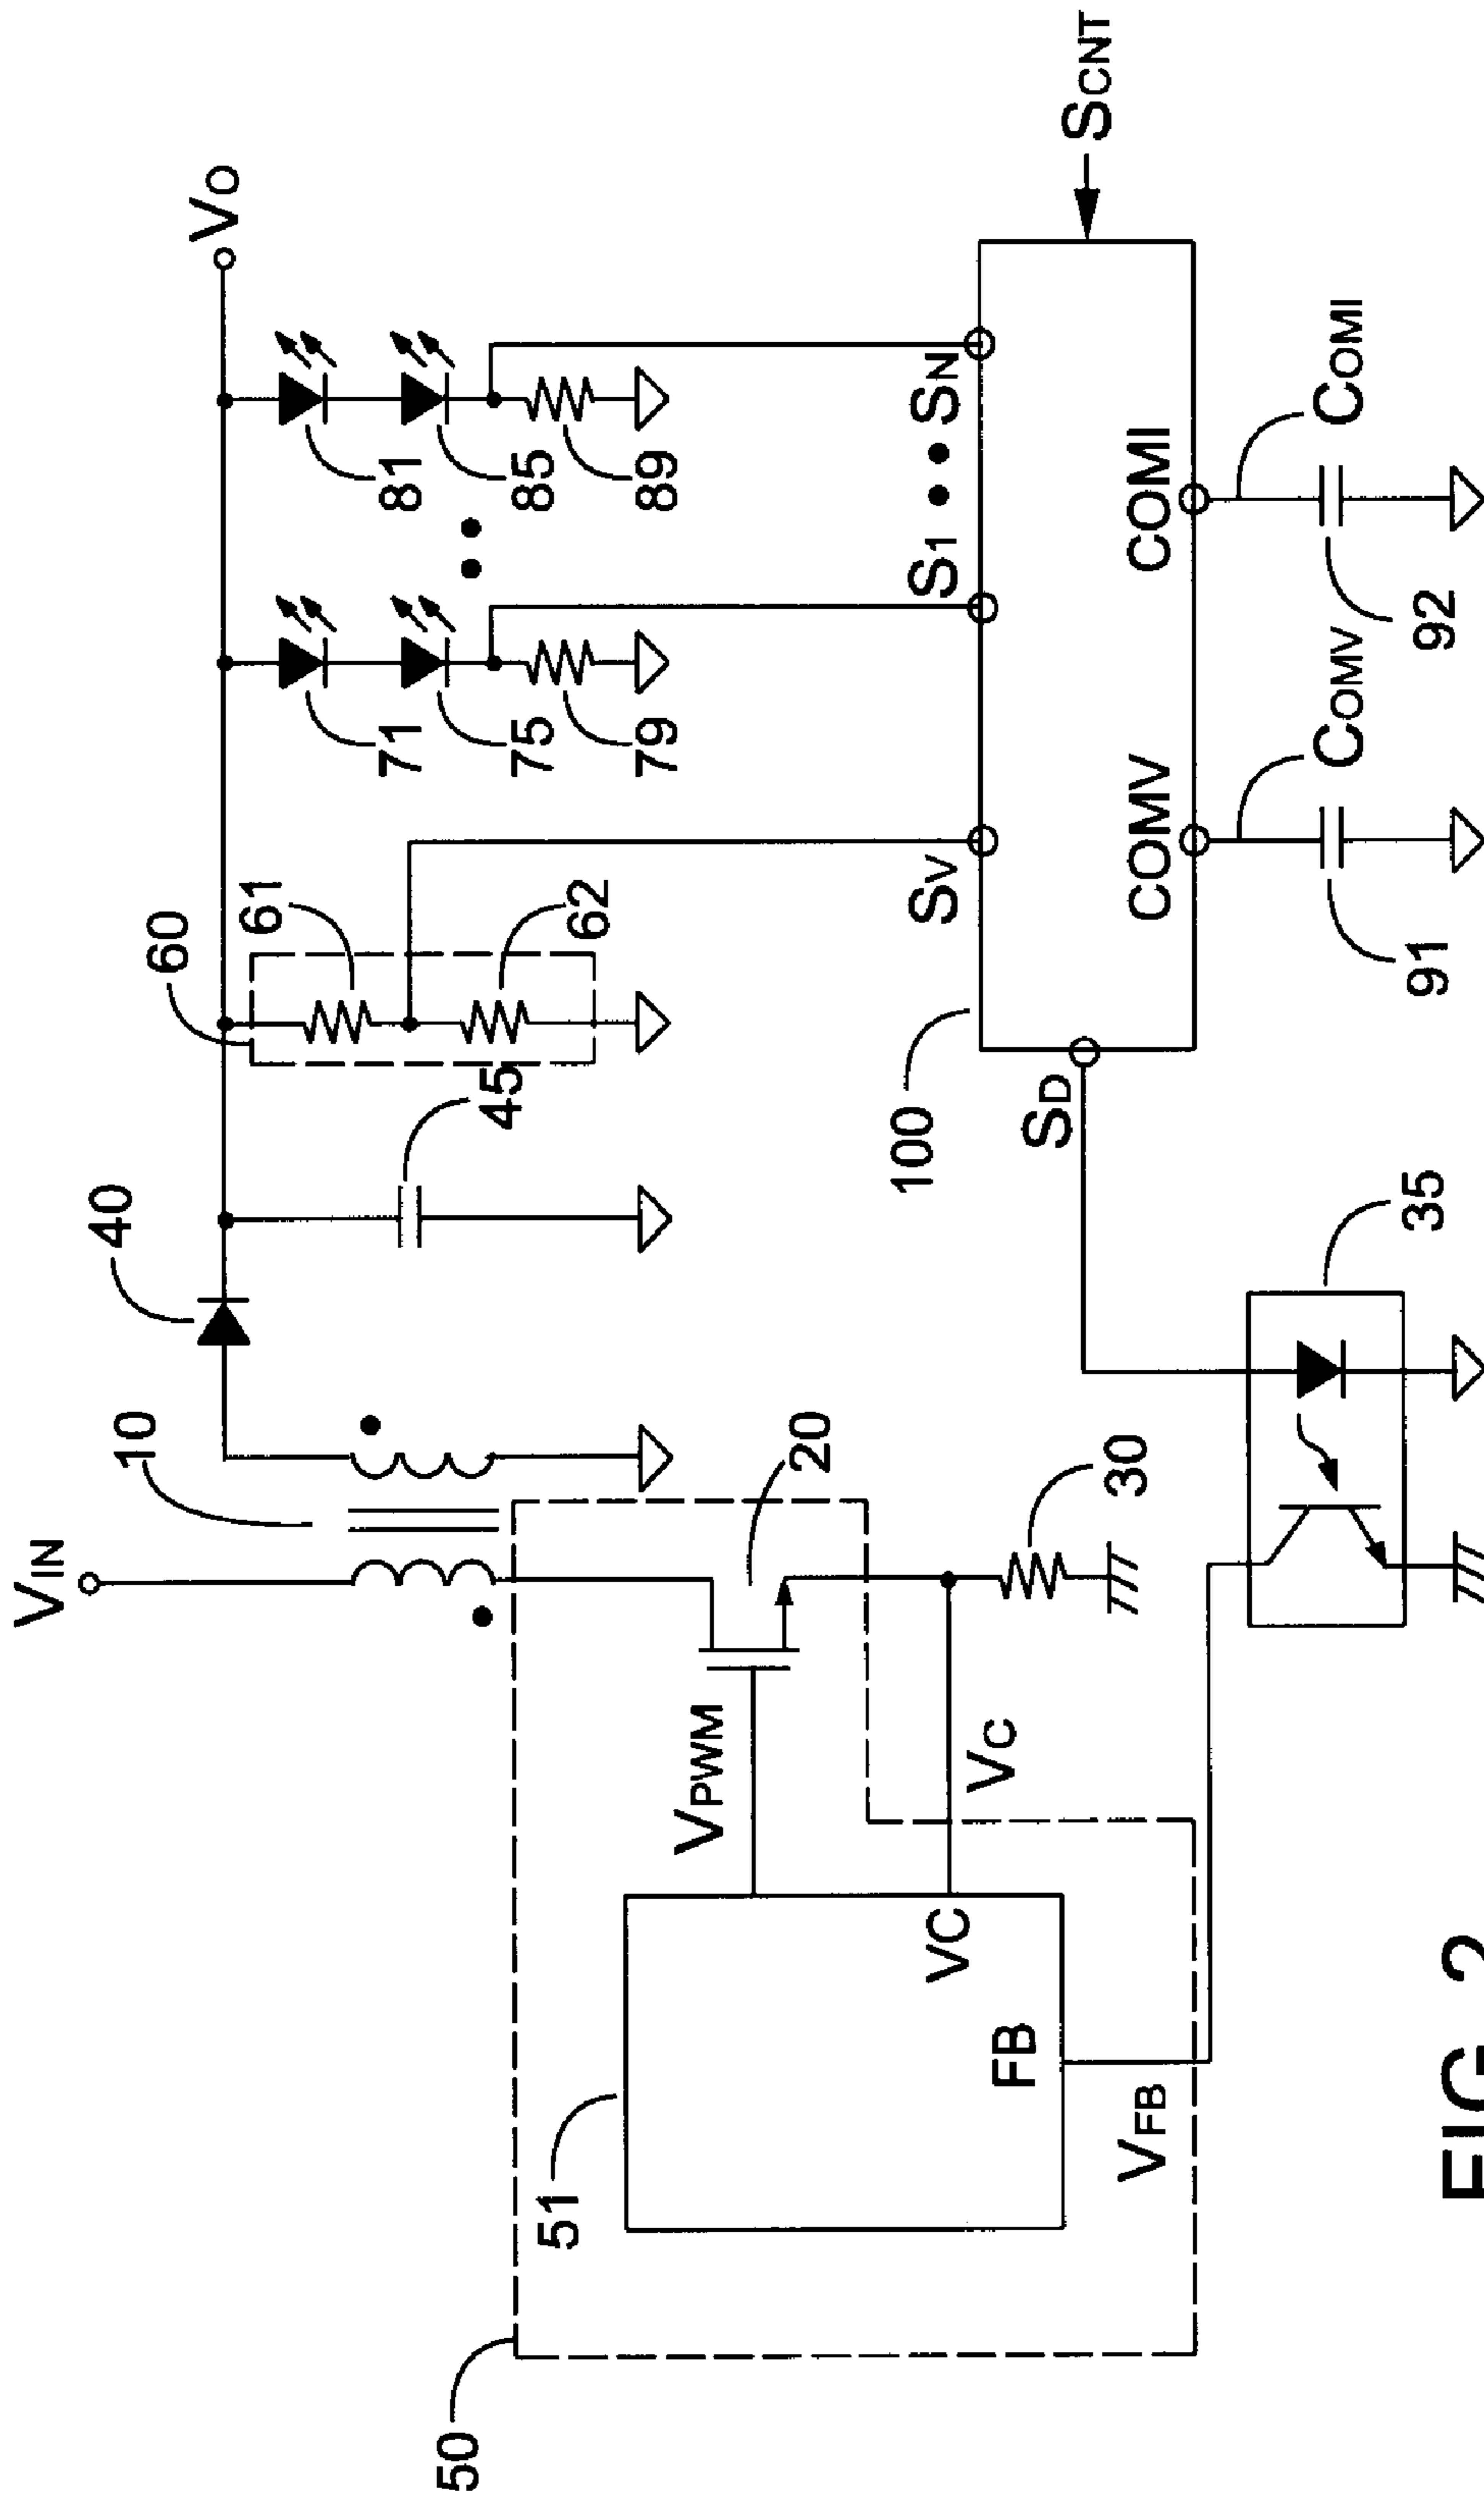 VIN
10
40
VO
60
61
62
45
71
75
79
81
85
89
50
51
VPWM
20
VC
VC
30
FB
VFB
100
SV
S1 • • SN
SD
COMV
COMI
SCNT
35
COMV
COMI
91
92
FIG. 2